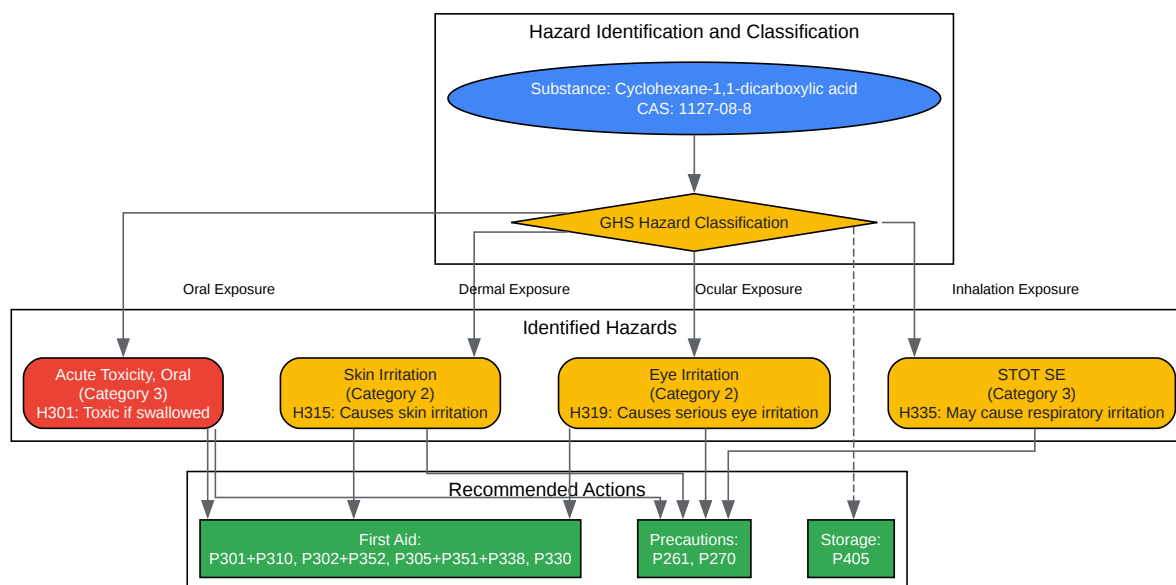 Hazard Identification and Classification
Substance: Cyclohexane-1,1-dicarboxylic acid
CAS: 1127-08-8
GHS Hazard Classification
Oral Exposure
Dermal Exposure
Ocular Exposure
Inhalation Exposure
Identified Hazards
Acute Toxicity, Oral
(Category 3)
H301: Toxic if swallowed
Skin Irritation
(Category 2)
H315: Causes skin irritation
Eye Irritation
(Category 2)
H319: Causes serious eye irritation
STOT SE
(Category 3)
H335: May cause respiratory irritation
Recommended Actions
First Aid:
P301+P310, P302+P352, P305+P351+P338, P330
Precautions:
P261, P270
Storage:
P405